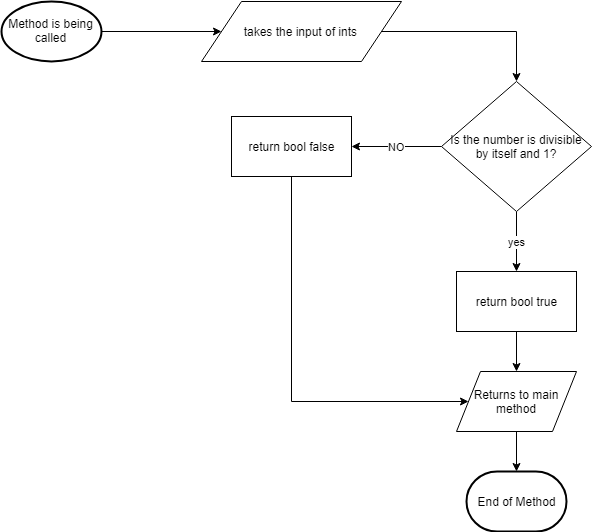 Method is being
called
takes the input of ints
Is the number is divisible
by itself and 1?
NO
return bool false
yes
return bool true
Returns to main
method
End of Method